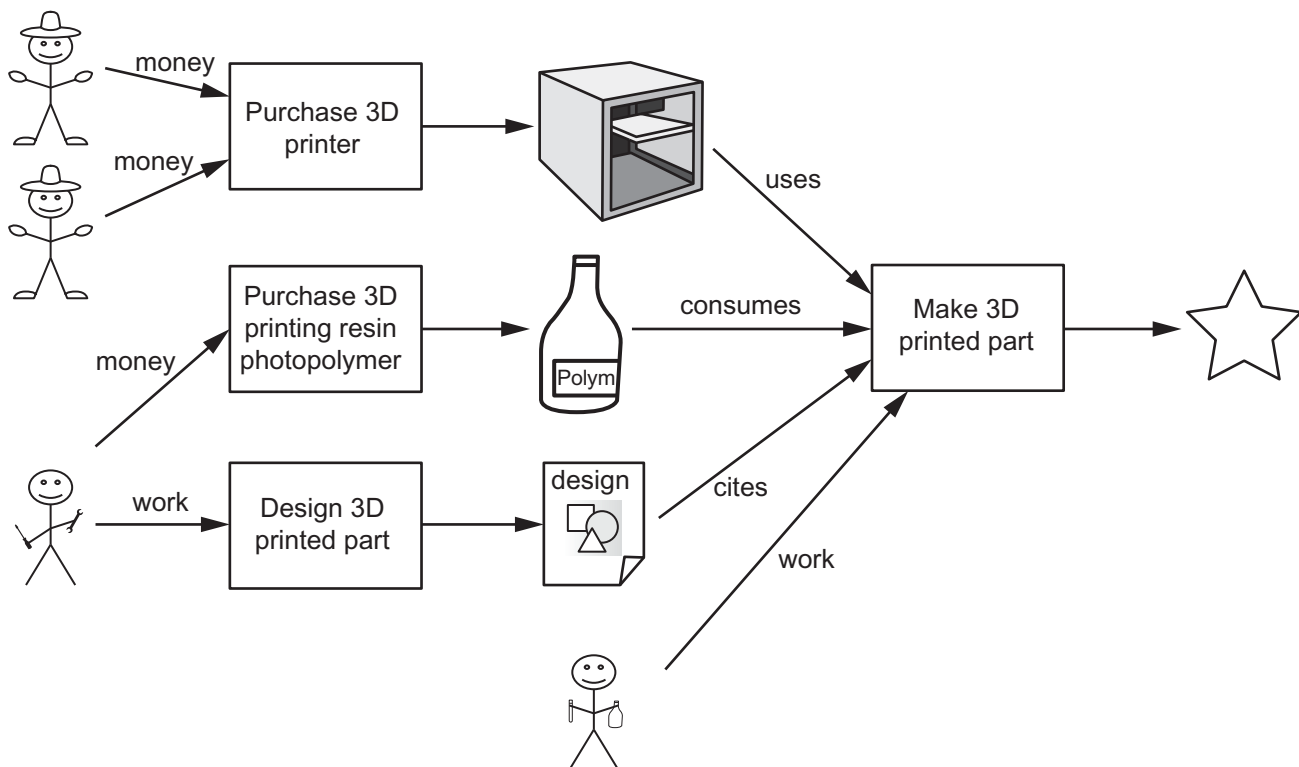 money
Purchase 3D
printer
money
uses
Purchase 3D
printing resin
photopolymer
money
Polym
consumes
Make 3D
printed part
work
Design 3D
printed part
design
cites
work